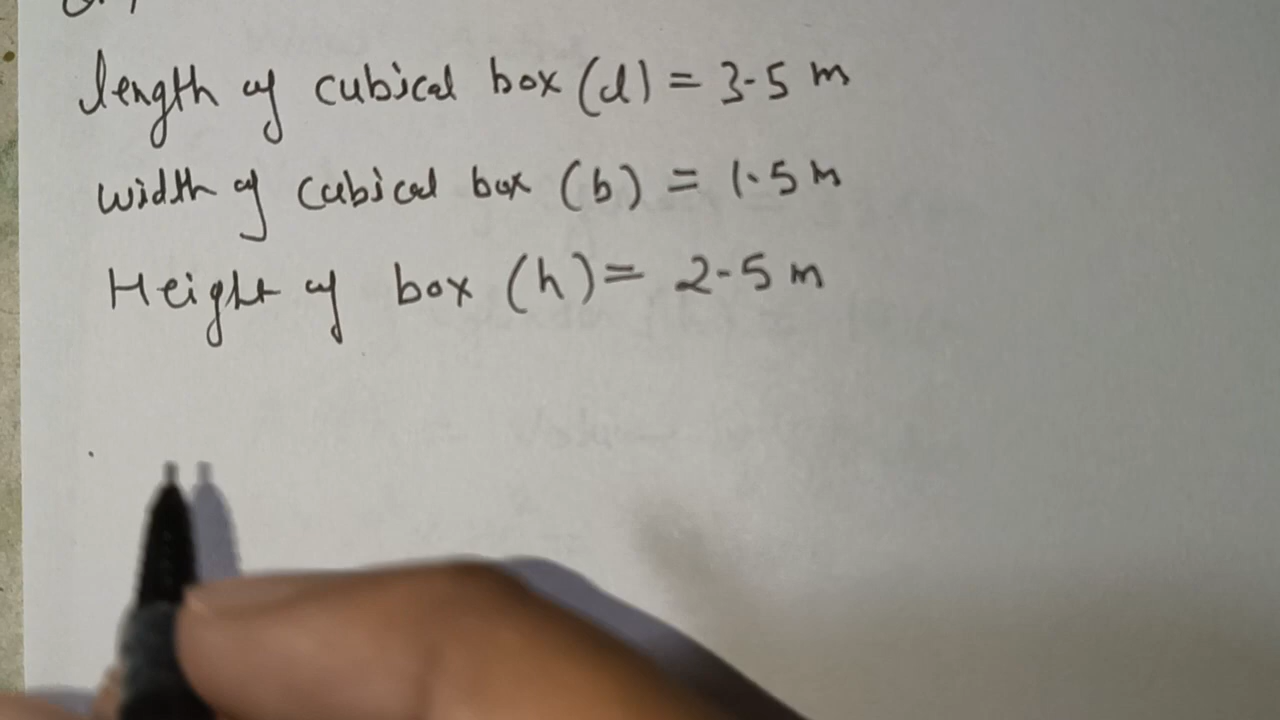 length of cubical box (l) = 3.5 m
width of cubical box (b) = 1.5 m
Height of box (h) = 2.5 m